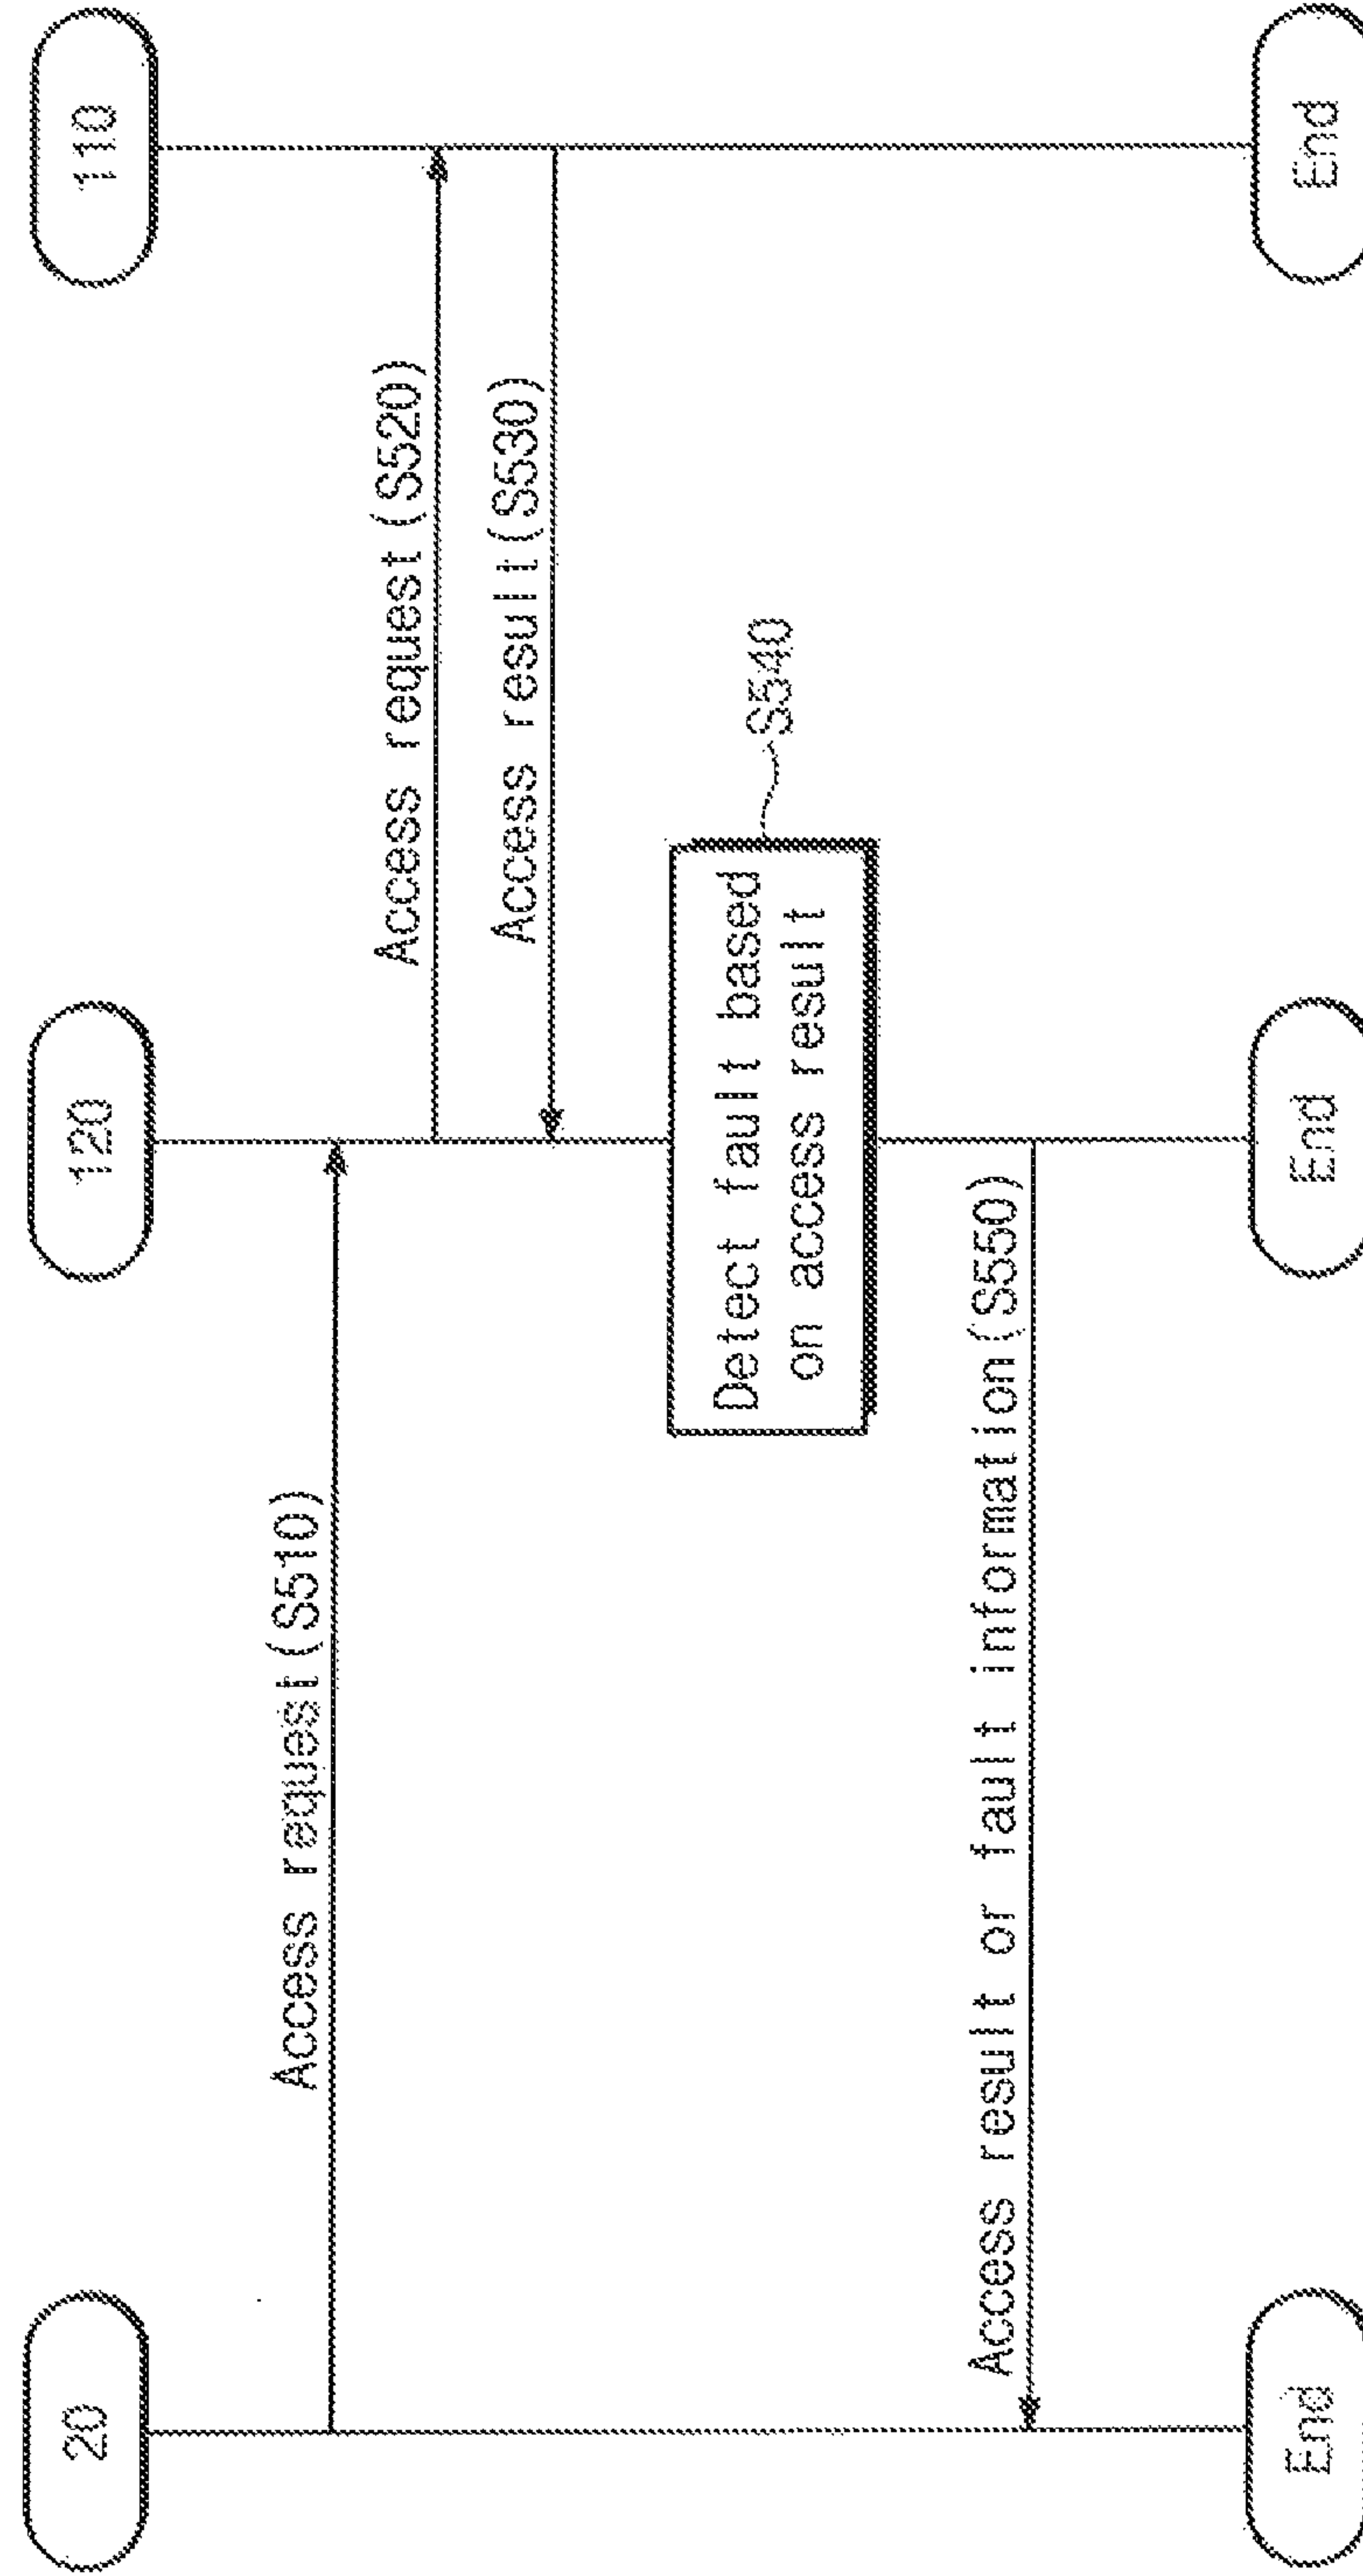 20
120
110
Access request(S510)
Access request(S520)
Access result(S530)
Detect fault based
on access result
S540
Access result or fault information(S550)
End
End
End